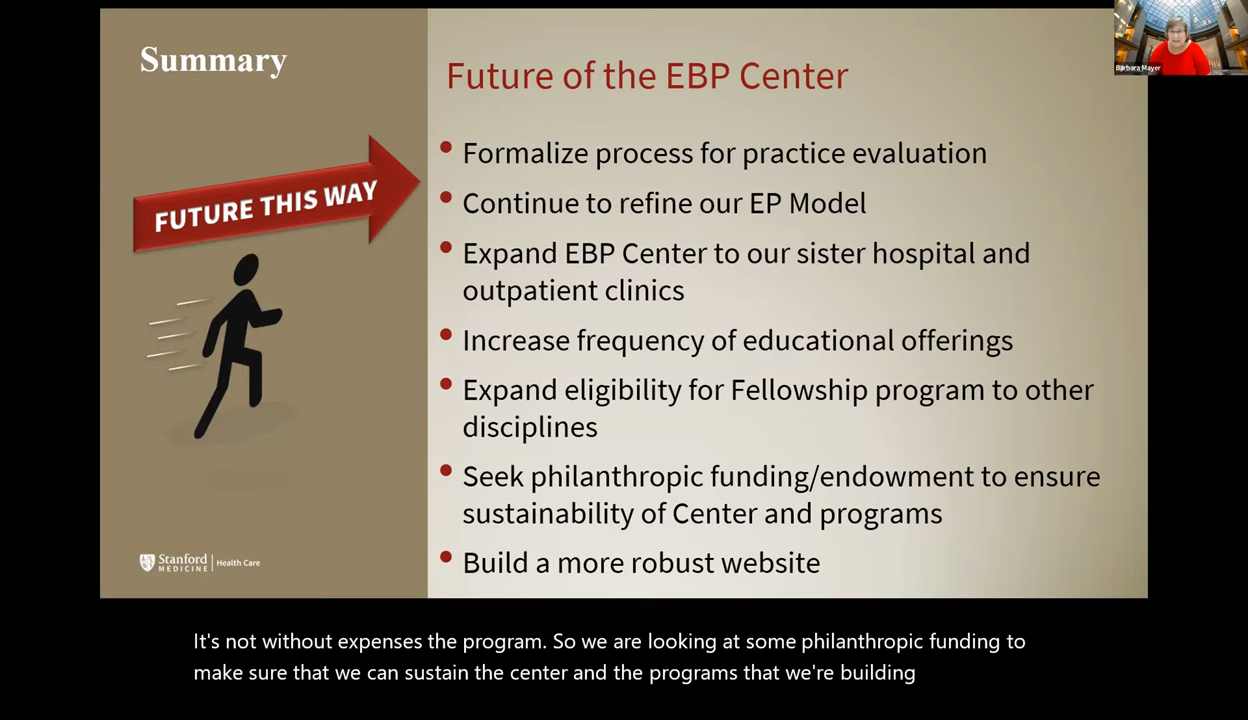 Summary
FUTURE THIS WAY
Stanford
MEDICINE
Health Care
Future of the EBP Center
• Formalize process for practice evaluation
• Continue to refine our EP Model
• Expand EBP Center to our sister hospital and
outpatient clinics
• Increase frequency of educational offerings
• Expand eligibility for Fellowship program to other
disciplines
• Seek philanthropic funding/endowment to ensure
sustainability of Center and programs
• Build a more robust website
Barbara Mayer
It's not without expenses the program. So we are looking at some philanthropic funding to
make sure that we can sustain the center and the programs that we're building